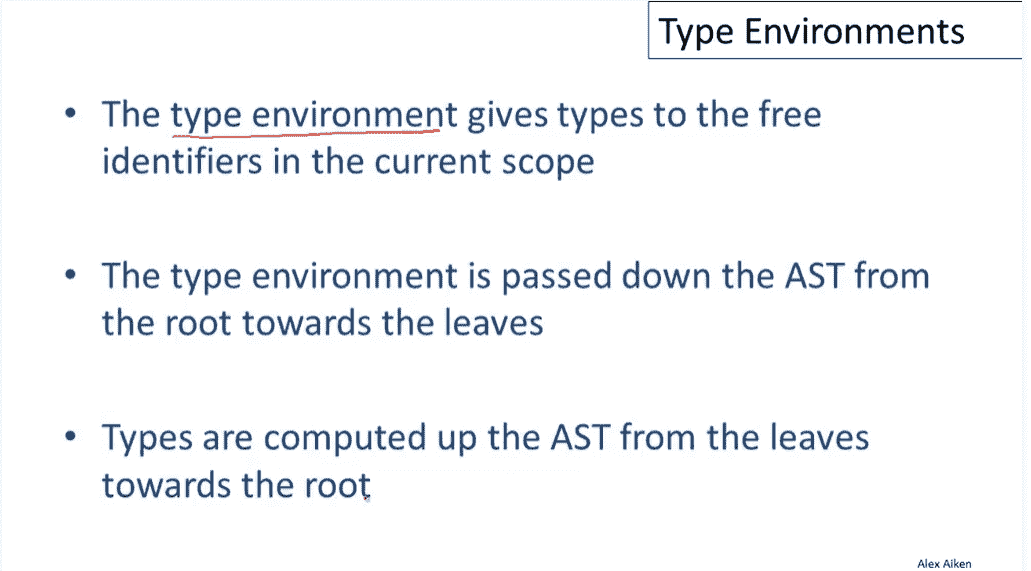 Type Environments
• The type environment gives types to the free
identifiers in the current scope
• The type environment is passed down the AST from
the root towards the leaves
• Types are computed up the AST from the leaves
towards the root
Alex Aiken